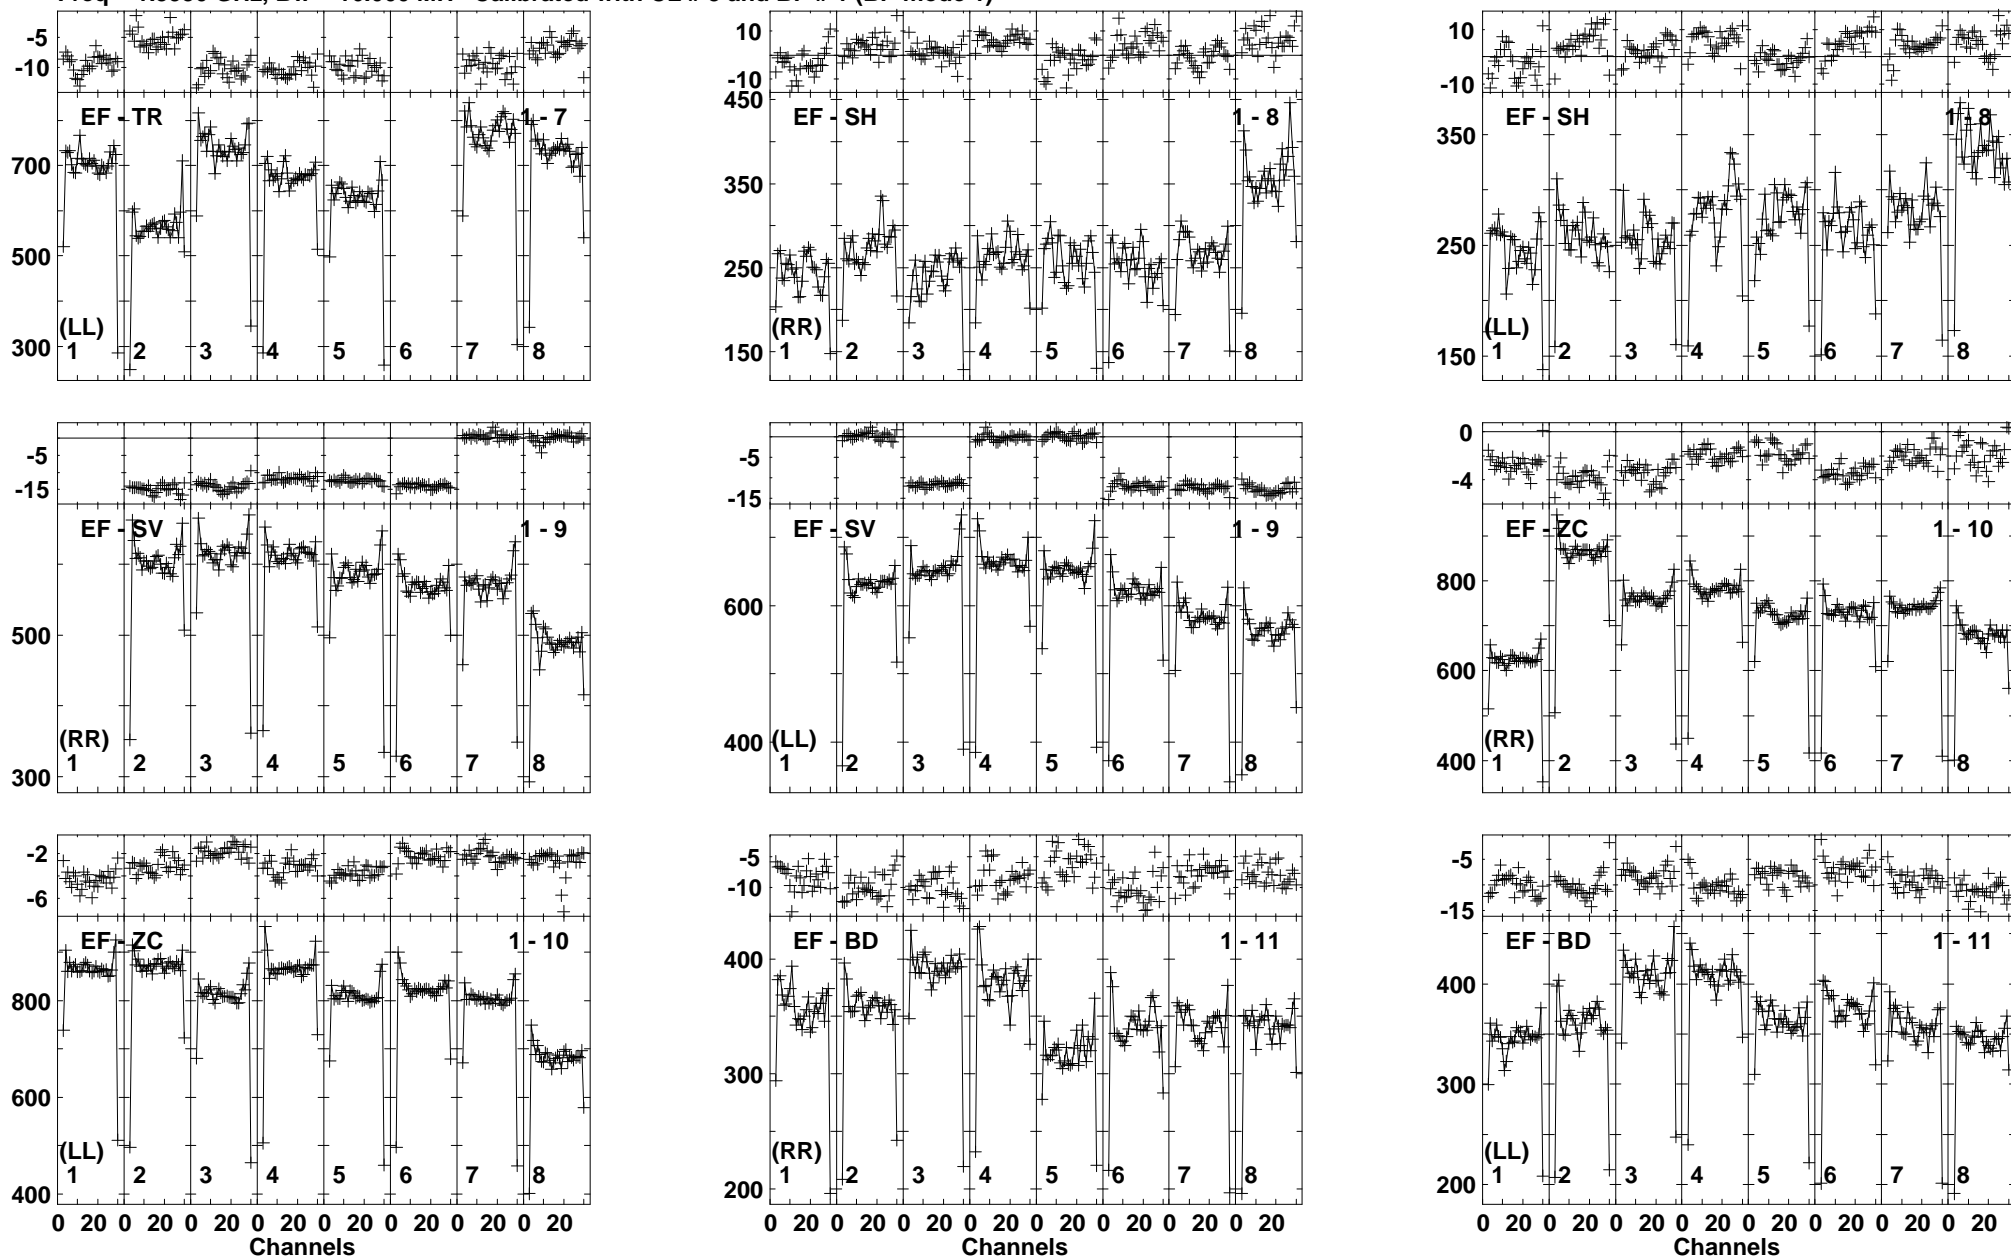 -5 10 10
-10 -10 -10
EF - TR 1 - 7 450 EF - SH 1 - 8 EF - SH 1 - 8
700 350 350
500 250 250
300 (LL) 150 (RR) 150 (LL)
1 2 3 4 5 6 7 8 1 2 3 4 5 6 7 8 1 2 3 4 5 6 7 8
-5 -5 0
-15 -15 -4
EF - SV 1 - 9 EF - SV 1 - 9 EF - ZC 1 - 10
500 600 800
600
300 (RR) 400 (LL) 400 (RR)
1 2 3 4 5 6 7 8 1 2 3 4 5 6 7 8 1 2 3 4 5 6 7 8
-2 -5 -5
-6 -10 -15
EF - ZC 1 - 10 EF - BD 1 - 11 EF - BD 1 - 11
800 400 400
600 300 300
400 (LL) 200 (RR) 200 (LL)
1 2 3 4 5 6 7 8 1 2 3 4 5 6 7 8 1 2 3 4 5 6 7 8
0 20 0 20 0 20 0 20 0 20 0 20 0 20 0 20 0 20 0 20 0 20 0 20 0 20 0 20 0 20 0 20 0 20 0 20 0 20 0 20 0 20 0 20 0 20 0 20
Channels Channels Channels